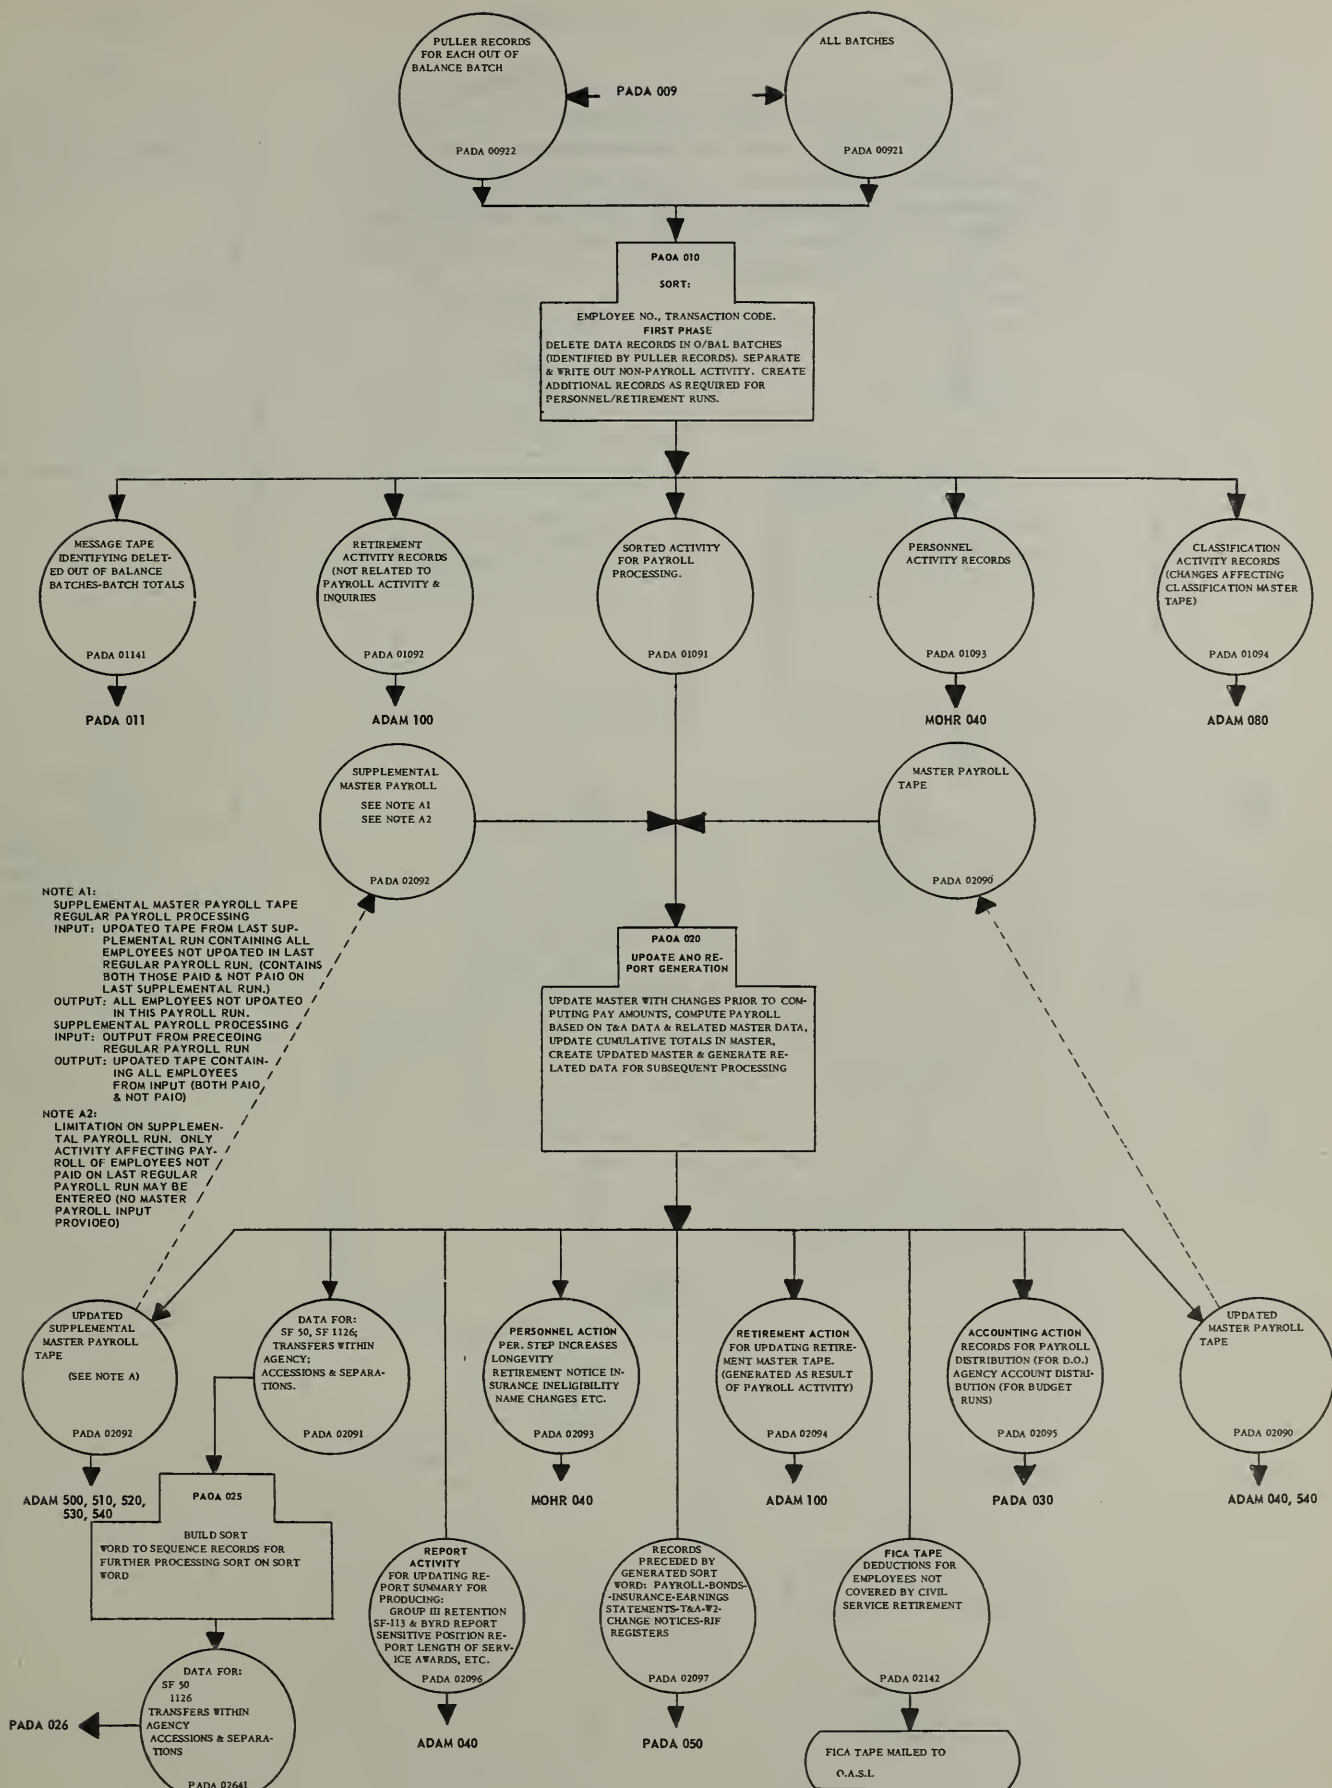 PULLER RECORDS
FOR EACH OUT OF
BALANCE BATCH
PADA 00922
PADA 009
ALL BATCHES
PADA 00921
PAOA 010
SORT:
EMPLOYEE NO., TRANSACTION CODE.
FIRST PHASE
DELETE DATA RECORDS IN O/BAL BATCHES
(IDENTIFIED BY PULLER RECORDS). SEPARATE
& WRITE OUT NON-PAYROLL ACTIVITY. CREATE
ADDITIONAL RECORDS AS REQUIRED FOR
PERSONNEL/RETIREMENT RUNS.
MESSAGE TAPE
IDENTIFYING DELET-
ED OUT OF BALANCE
BATCHES-BATCH TOTALS
PADA 01141
PADA 011
RETIREMENT
ACTIVITY RECORDS
(NOT RELATED TO
PAYROLL ACTIVITY &
INQUIRIES
PADA 01092
ADAM 100
SORTED ACTIVITY
FOR PAYROLL
PROCESSING.
PADA 01091
PERSONNEL
ACTIVITY RECORDS
PADA 01093
MOHR 040
CLASSIFICATION
ACTIVITY RECORDS
(CHANGES AFFECTING
CLASSIFICATION MASTER
TAPE)
PADA 01094
ADAM 080
SUPPLEMENTAL
MASTER PAYROLL
SEE NOTE A1
SEE NOTE A2
PADA 02092
MASTER PAYROLL
TAPE
PADA 02090
NOTE A1:
SUPPLEMENTAL MASTER PAYROLL TAPE
REGULAR PAYROLL PROCESSING
INPUT: UPOATEO TAPE FROM LAST SUP-
PLEMENTAL RUN CONTAINING ALL
EMPLOYEES NOT UPOATED IN LAST
REGULAR PAYROLL RUN. (CONTAINS
BOTH THOSE PAID & NOT PAIO ON
LAST SUPPLEMENTAL RUN.)
OUTPUT: ALL EMPLOYEES NOT UPOATEO
IN THIS PAYROLL RUN.
SUPPLEMENTAL PAYROLL PROCESSING
INPUT: OUTPUT FROM PRECEOING
REGULAR PAYROLL RUN
OUTPUT: UPOATED TAPE CONTAIN-
ING ALL EMPLOYEES
FROM INPUT (BOTH PAIO
& NOT PAIO)
NOTE A2:
LIMITATION ON SUPPLEMEN-
TAL PAYROLL RUN. ONLY
ACTIVITY AFFECTING PAY-
ROLL OF EMPLOYEES NOT
PAID ON LAST REGULAR
PAYROLL RUN MAY BE
ENTEREO (NO MASTER
PAYROLL INPUT
PROVIOEO)
PAOA 020
UPOATE ANO RE-
PORT GENERATION
UPDATE MASTER WITH CHANGES PRIOR TO COM-
PUTING PAY AMOUNTS, COMPUTE PAYROLL
BASED ON T&A DATA & RELATED MASTER DATA,
UPDATE CUMULATIVE TOTALS IN MASTER,
CREATE UPDATED MASTER & GENERATE RE-
LATED DATA FOR SUBSEQUENT PROCESSING
UPDATED
SUPPLEMENTAL
MASTER PAYROLL
TAPE
(SEE NOTE A)
PADA 02092
ADAM 500, 510, 520,
530, 540
DATA FOR:
SF 50, SF 1126;
TRANSFERS WITHIN
AGENCY;
ACCESSIONS & SEPARA-
TIONS.
PADA 02091
PERSONNEL ACTION
PER. STEP INCREASES
LONGEVITY
RETIREMENT NOTICE IN-
SURANCE INELIGIBILITY
NAME CHANGES ETC.
PADA 02093
MOHR 040
RETIREMENT ACTION
FOR UPDATING RETIRE-
MENT MASTER TAPE.
(GENERATED AS RESULT
OF PAYROLL ACTIVITY)
PADA 02094
ADAM 100
ACCOUNTING ACTION
RECORDS FOR PAYROLL
DISTRIBUTION (FOR D.O.)
AGENCY ACCOUNT DISTRI-
BUTION (FOR BUDGET
RUNS)
PADA 02095
PADA 030
UPDATED
MASTER PAYROLL
TAPE
PADA 02090
ADAM 040, 540
PAOA 025
BUILD SORT
WORD TO SEQUENCE RECORDS FOR
FURTHER PROCESSING SORT ON SORT
WORD
REPORT
ACTIVITY
FOR UPDATING RE-
PORT SUMMARY FOR
PRODUCING:
GROUP III RETENTION
SF-113 & BYRD REPORT
SENSITIVE POSITION RE-
PORT LENGTH OF SERV-
ICE AWARDS, ETC.
PADA 02096
ADAM 040
RECORDS
PRECEDED BY
GENERATED SORT
WORD: PAYROLL-BONDS-
-INSURANCE-EARNINGS
STATEMENTS-T&A-W2-
CHANGE NOTICES-RIF
REGISTERS
PADA 02097
PADA 050
FICA TAPE
DEDUCTIONS FOR
EMPLOYEES NOT
COVERED BY CIVIL
SERVICE RETIREMENT
PADA 02142
FICA TAPE MAILED TO
O.A.S.I.
DATA FOR:
SF 50
1126
TRANSFERS WITHIN
AGENCY
ACCESSIONS & SEPARA-
TIONS
PADA 02641
PADA 026